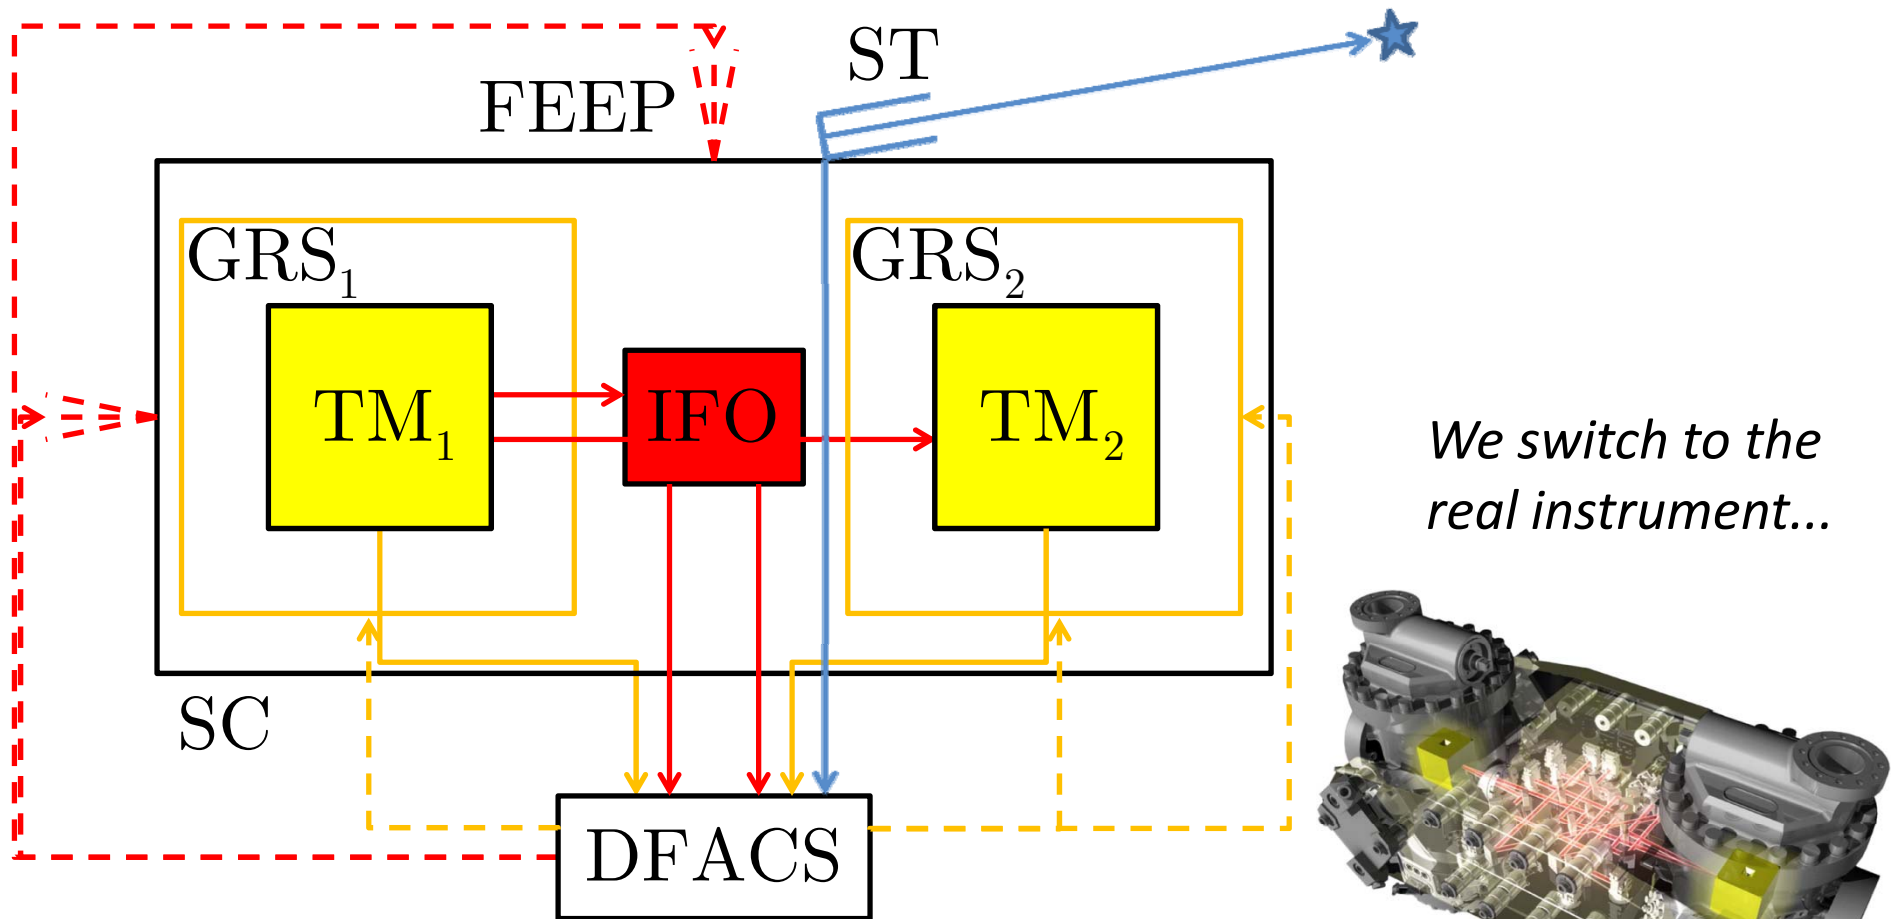 ST
FEEP
GRS₁
GRS₂
TM₁
IFO
TM₂
We switch to the
real instrument...
SC
DFACS